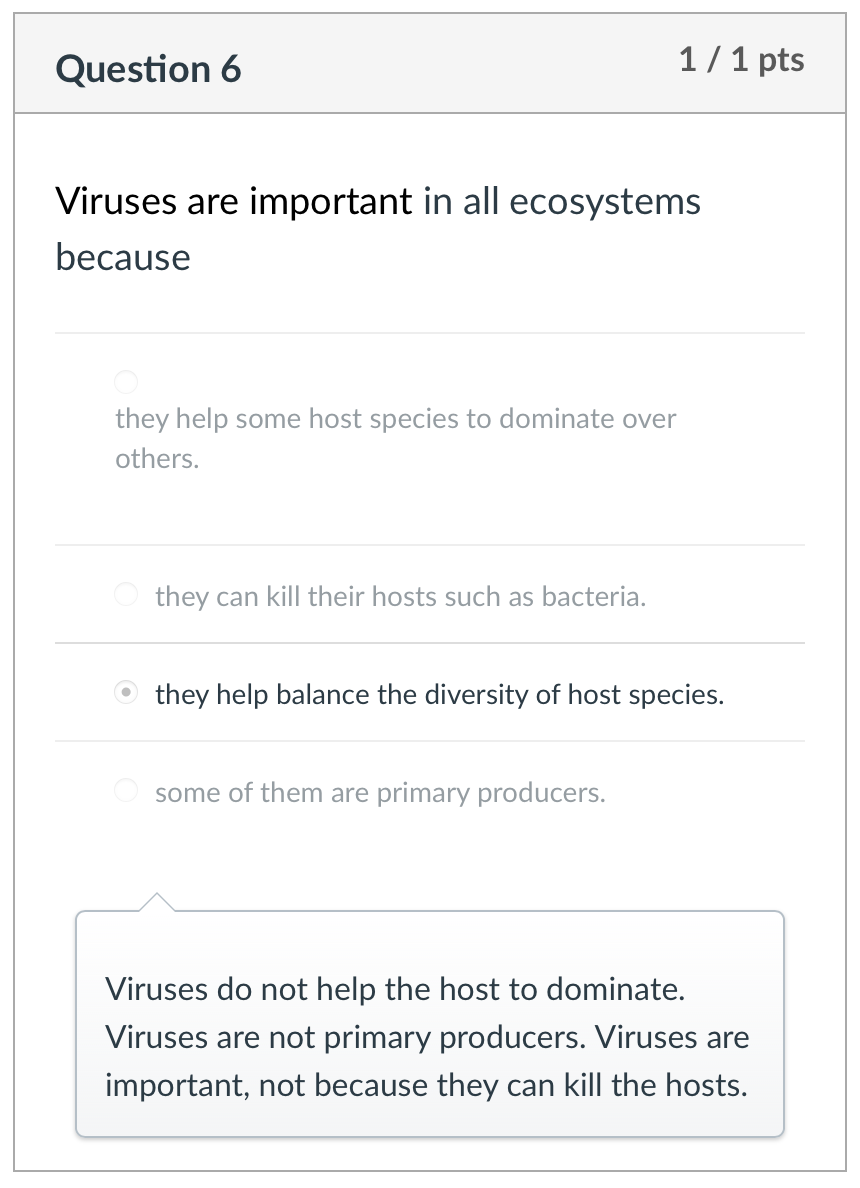 Question 6
1 / 1 pts
Viruses are important in all ecosystems
because
they help some host species to dominate over
others.
they can kill their hosts such as bacteria.
they help balance the diversity of host species.
some of them are primary producers.
Viruses do not help the host to dominate.
Viruses are not primary producers. Viruses are
important, not because they can kill the hosts.